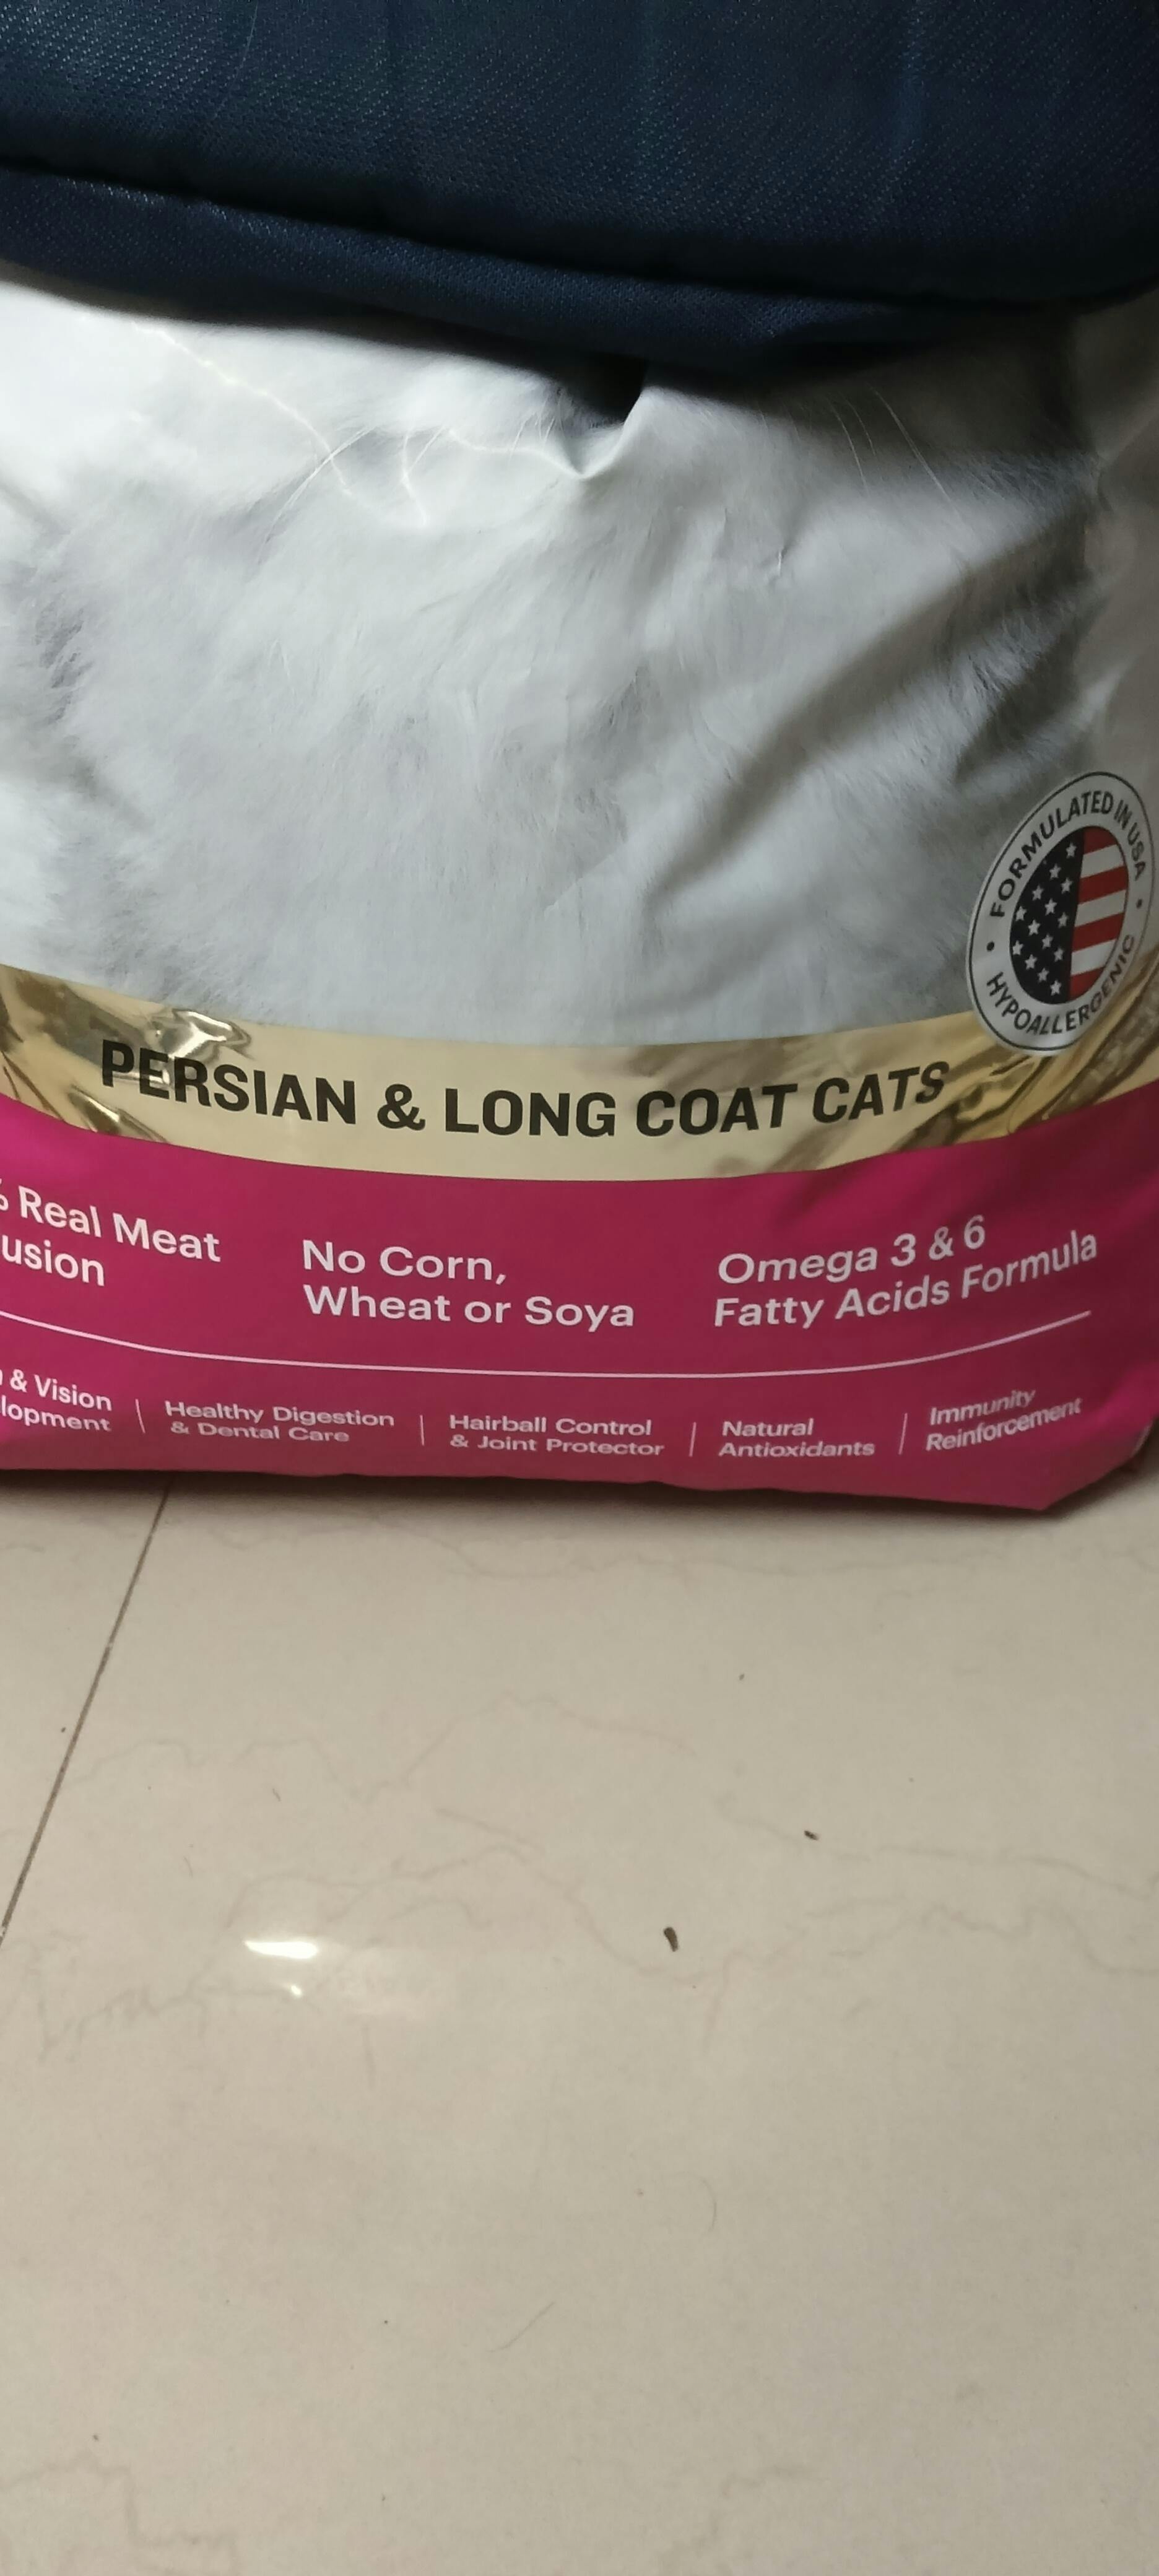 FORMULATED IN USA
HYPOALLERGENIC
PERSIAN & LONG COAT CATS
% Real Meat
usion
No Corn,
Wheat or Soya
Omega 3 & 6
Fatty Acids Formula
& Vision
lopment
Healthy Digestion
& Dental Care
Hairball Control
& Joint Protector
Natural
Antioxidants
Immunity
Reinforcement